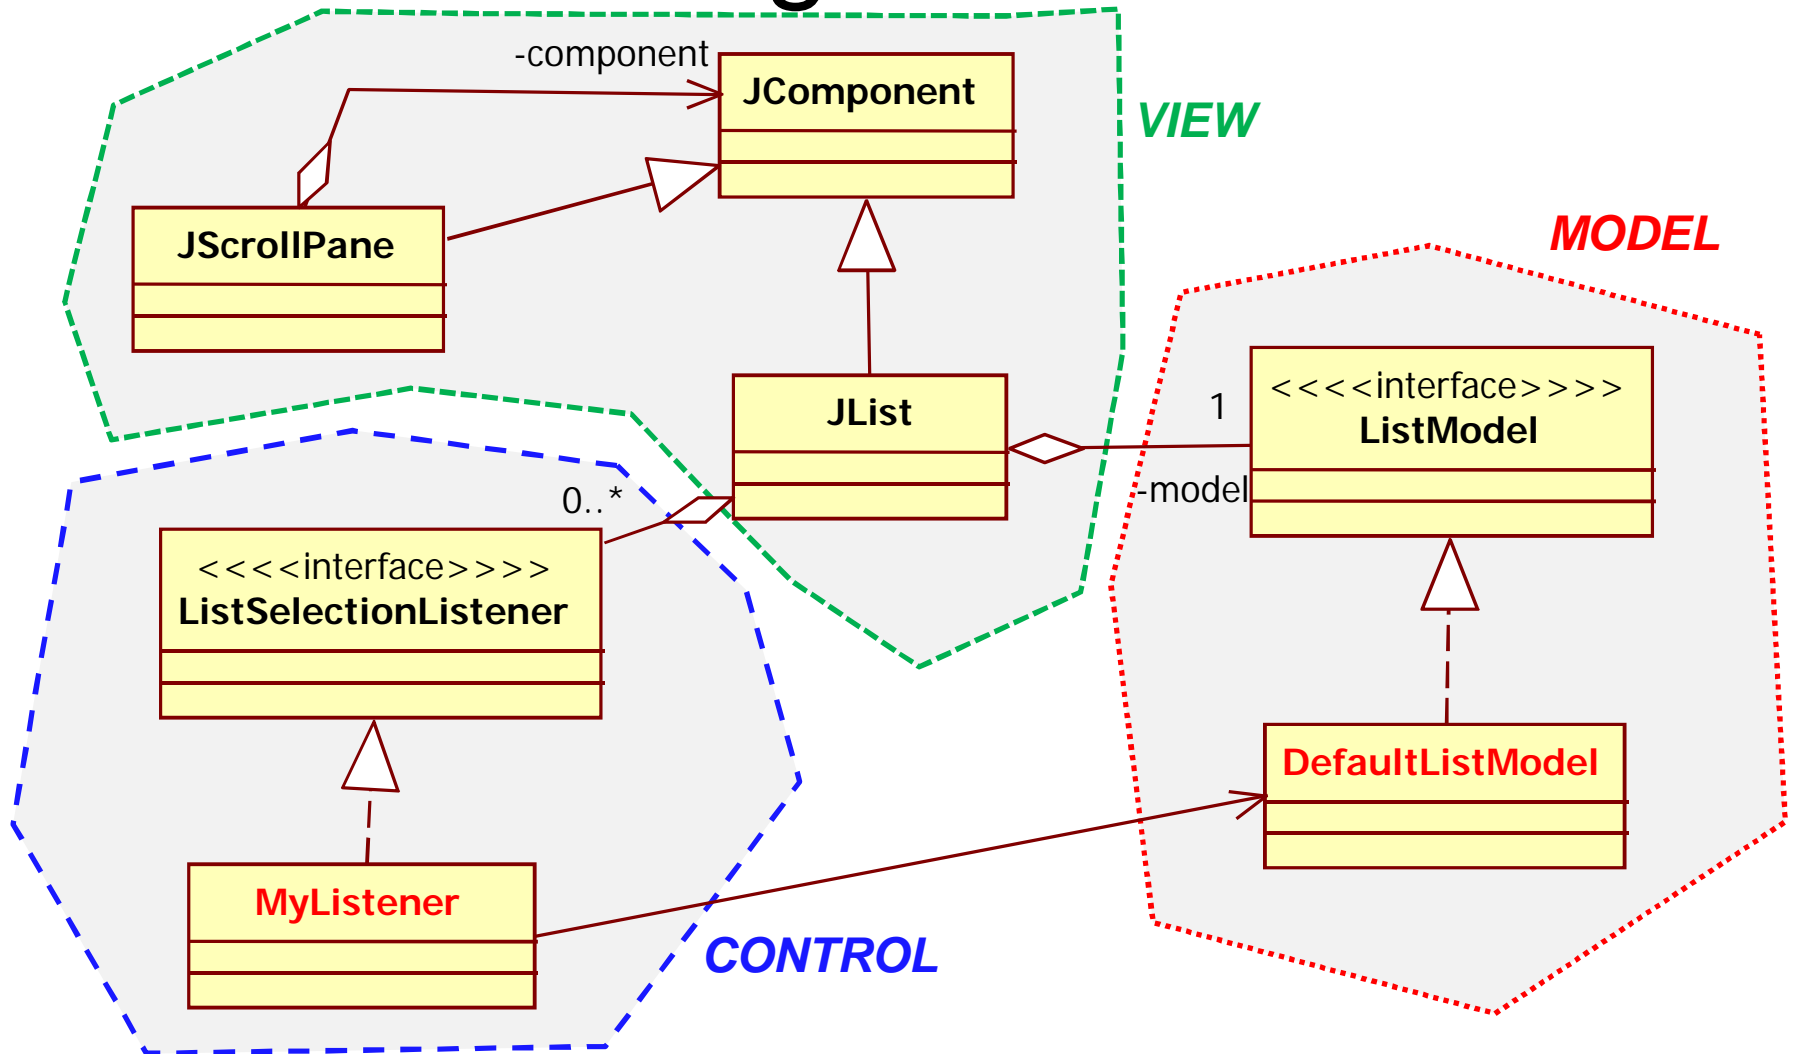 -component
JComponent
VIEW
JScrollPane
MODEL
<<<<interface>>>>
ListModel
1
JList
-model
0..*
<<<<interface>>>>
ListSelectionListener
DefaultListModel
MyListener
CONTROL